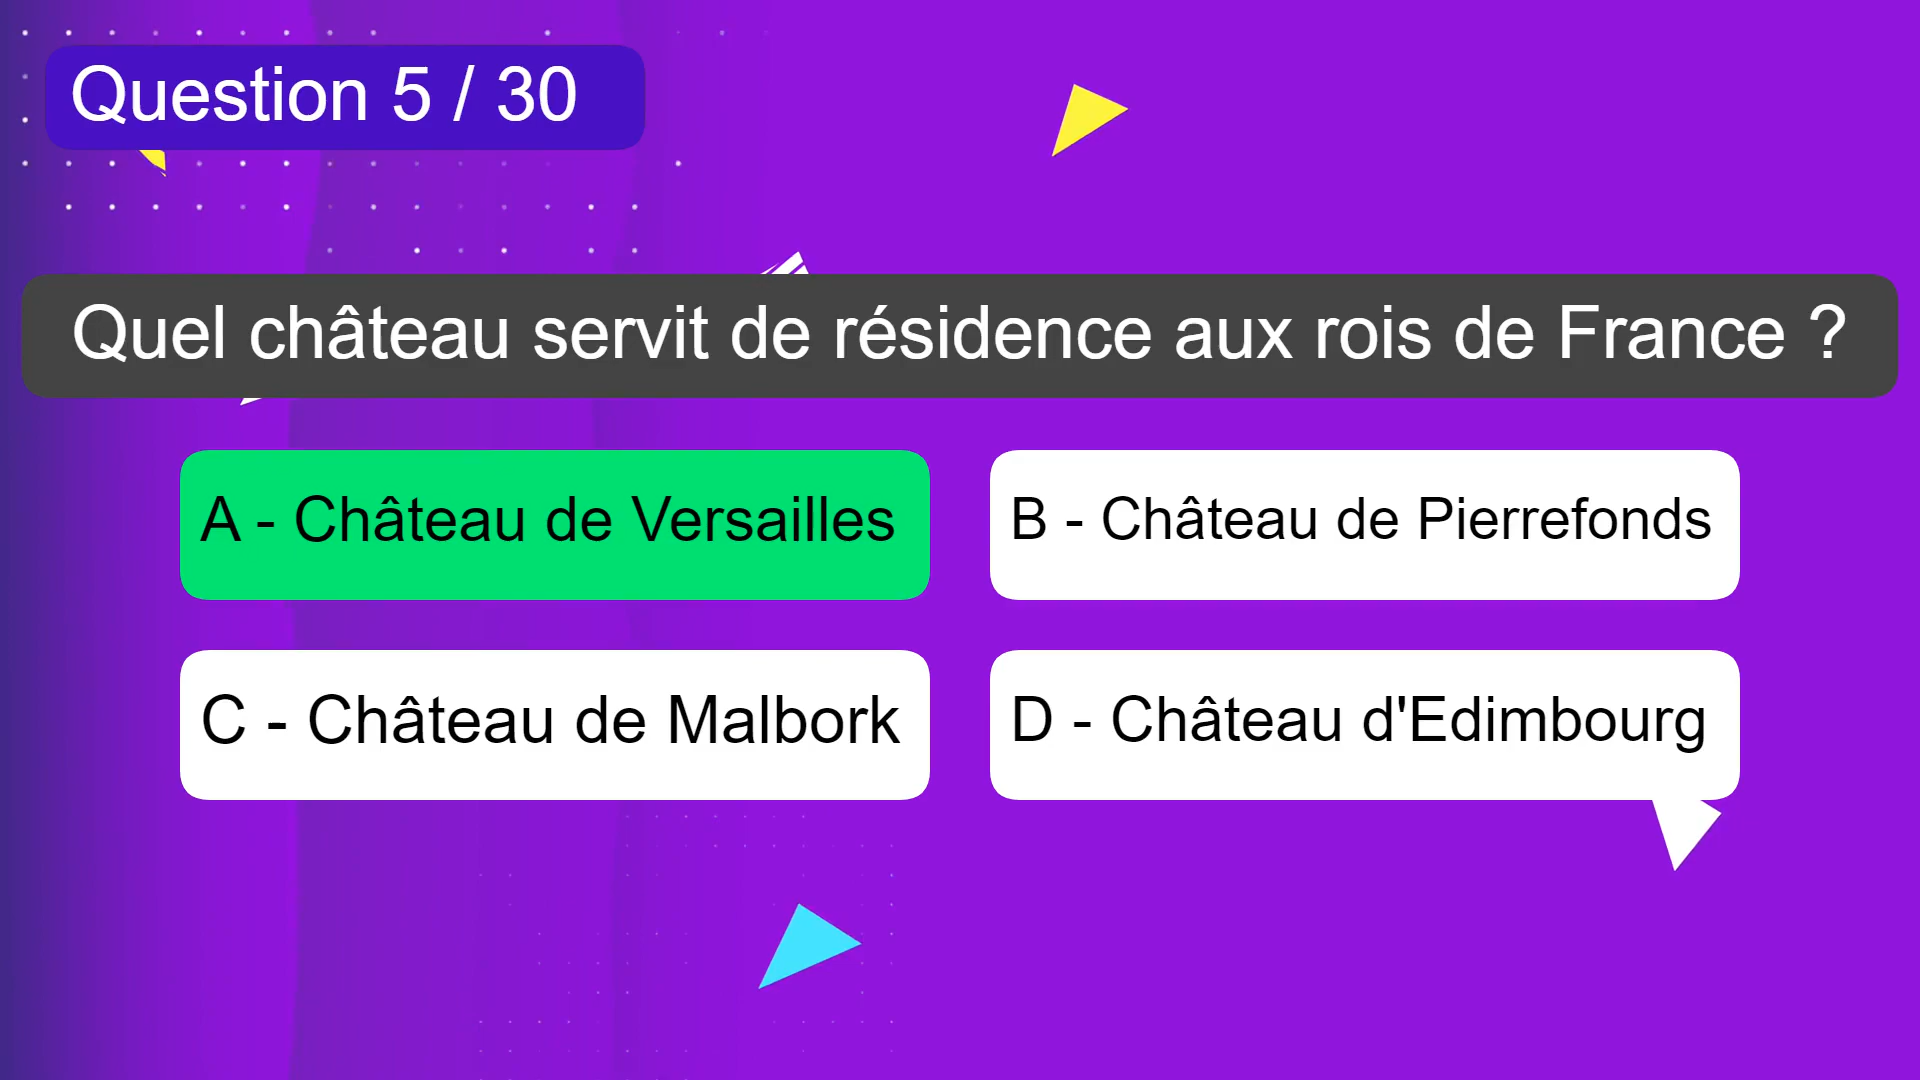 Question 5 / 30
Quel château servit de résidence aux rois de France ?
A - Château de Versailles
B - Château de Pierrefonds
C - Château de Malbork
D - Château d'Edimbourg